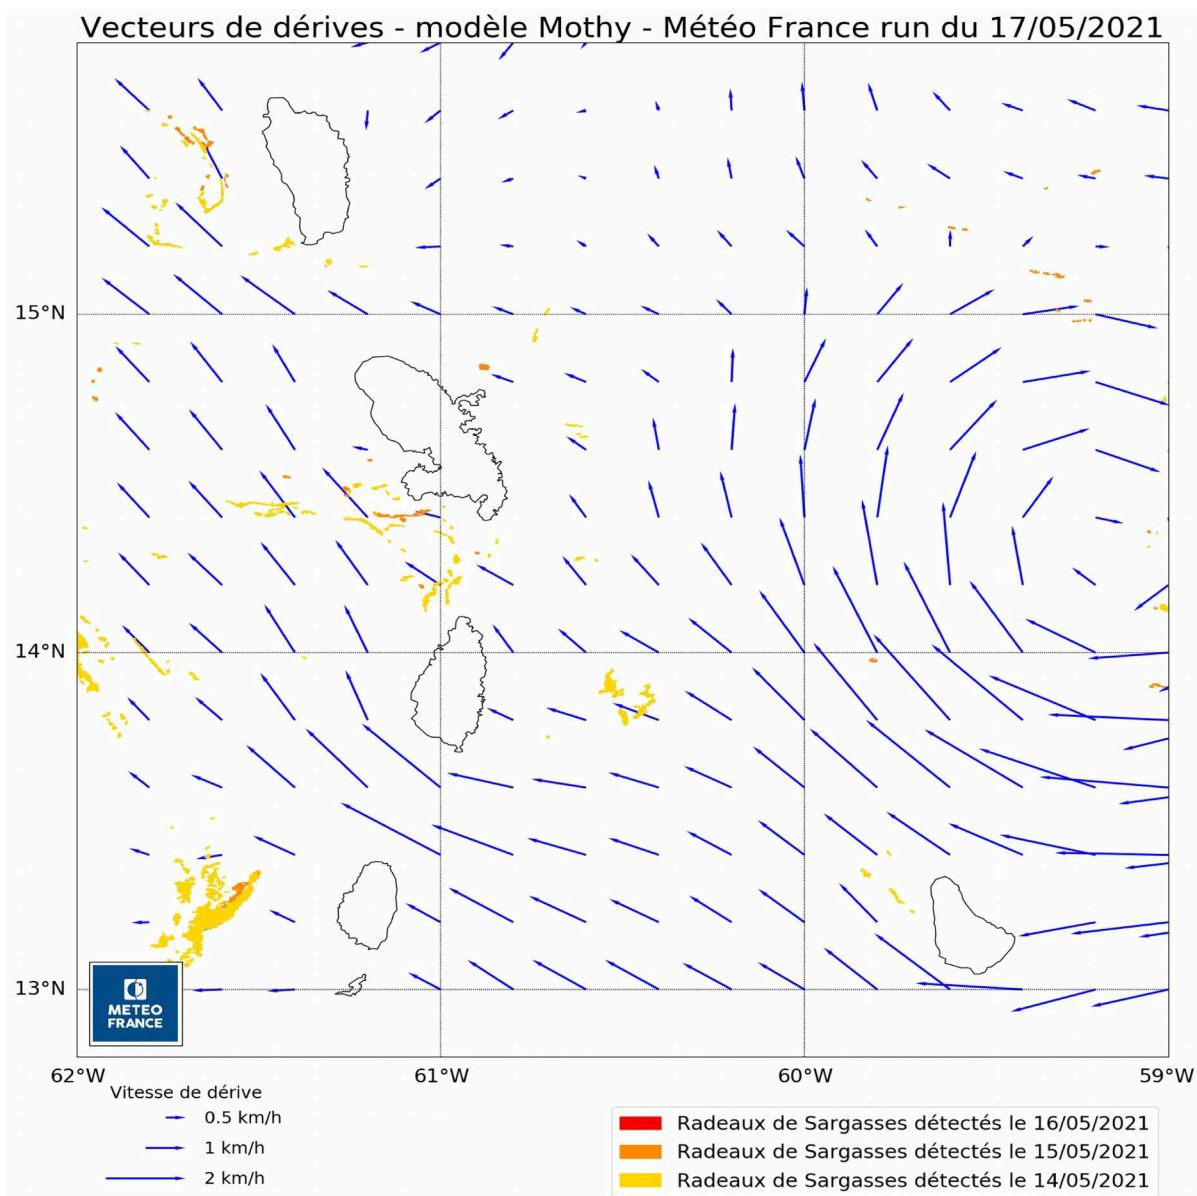 Vecteurs de dérives - modèle Mothy - Météo France run du 17/05/2021
15°N
14°N
13°N
METEO
FRANCE
62°W
61°W
60°W
59°W
Vitesse de dérive
0.5 km/h
1 km/h
2 km/h
Radeaux de Sargasses détectés le 16/05/2021
Radeaux de Sargasses détectés le 15/05/2021
Radeaux de Sargasses détectés le 14/05/2021